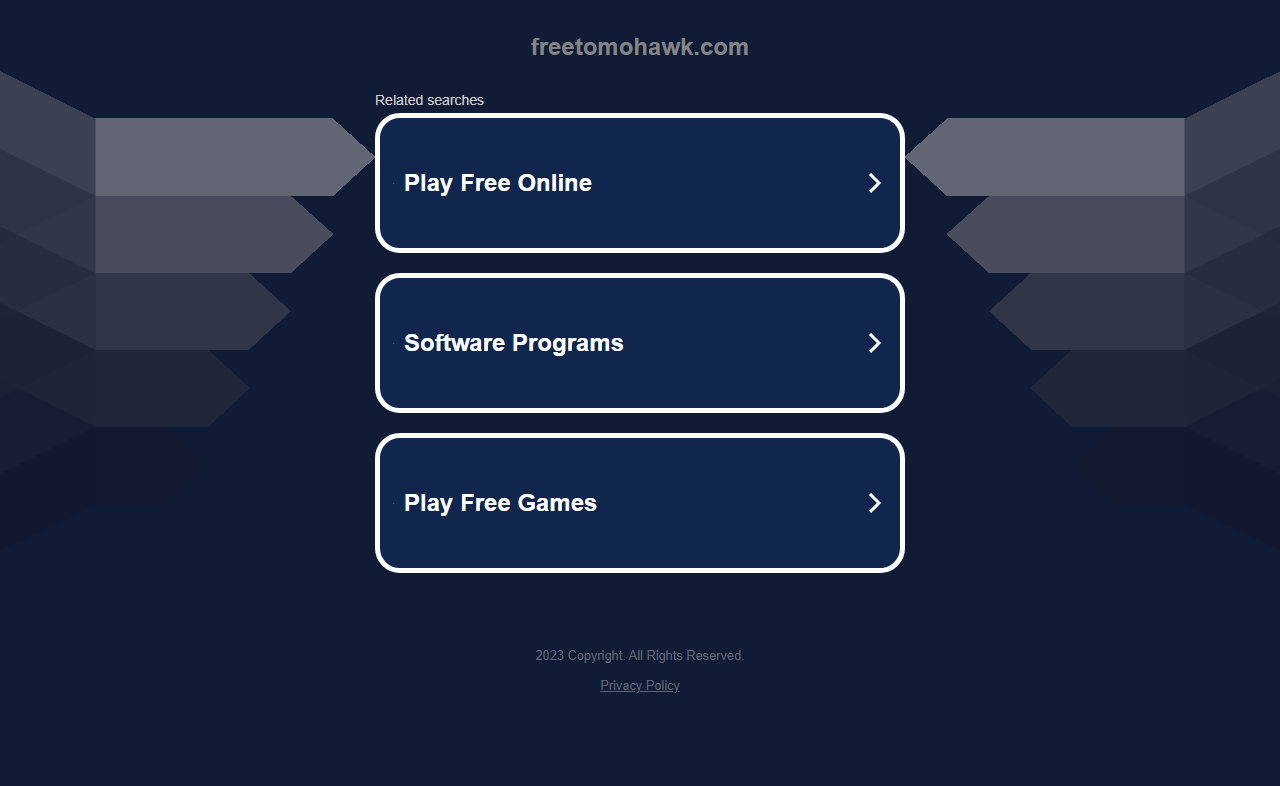 freetomohawk.com
Related searches
Play Free Online
Software Programs
Play Free Games
2023 Copyright. All Rights Reserved.
Privacy Policy